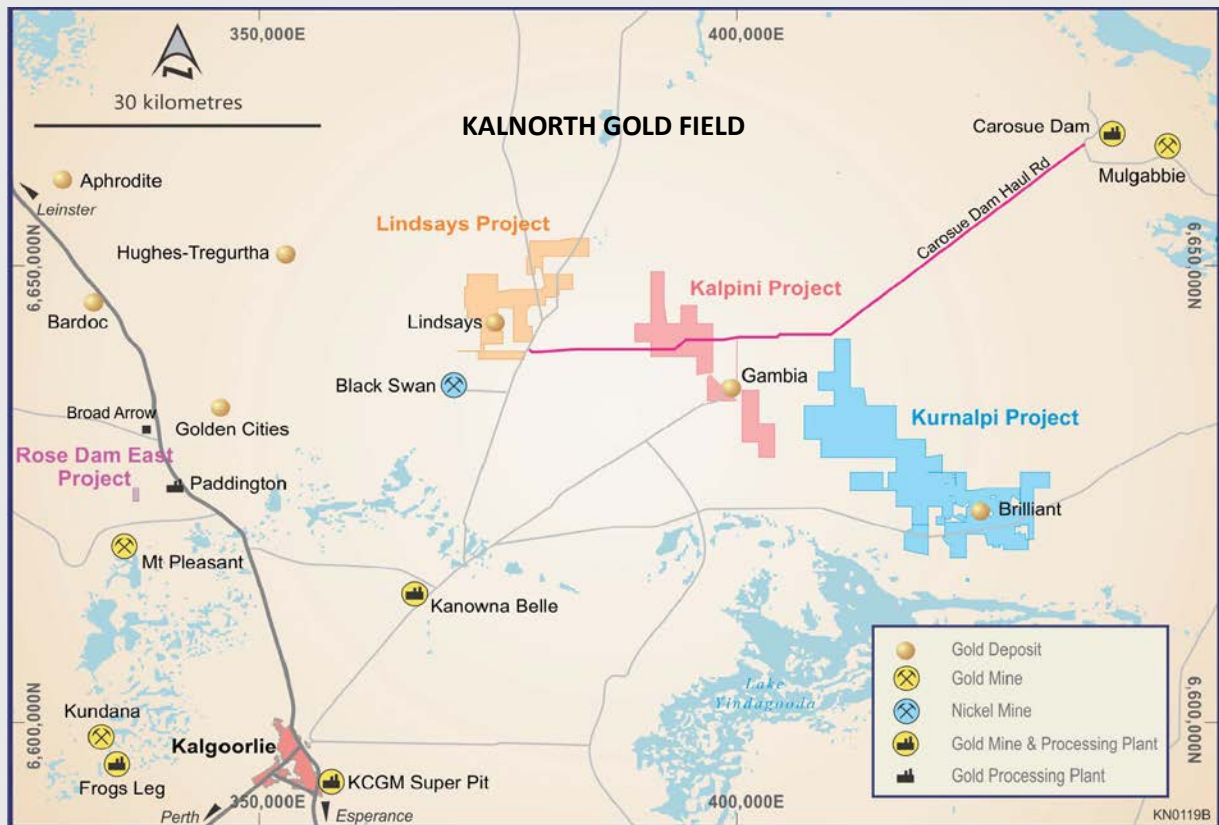 350,000E
400,000E
30 kilometres
KALNORTH GOLD FIELD
Carosue Dam
Mulgabbie
Carosue Dam Haul Rd
Aphrodite
Leinster
Lindsays Project
Hughes-Tregurtha
6,650,000N
6,650,000N
Kalpini Project
Bardoc
Lindsays
Black Swan
Gambia
Broad Arrow
Golden Cities
Kurnalpi Project
Rose Dam East
Project
Paddington
Brilliant
Mt Pleasant
Kanowna Belle
Lake
Yindagooda
Gold Deposit
Gold Mine
Nickel Mine
Gold Mine & Processing Plant
Gold Processing Plant
6,600,000N
6,600,000N
Kundana
Kalgoorlie
Frogs Leg
KCGM Super Pit
350,000E
400,000E
Perth
Esperance
KN0119B